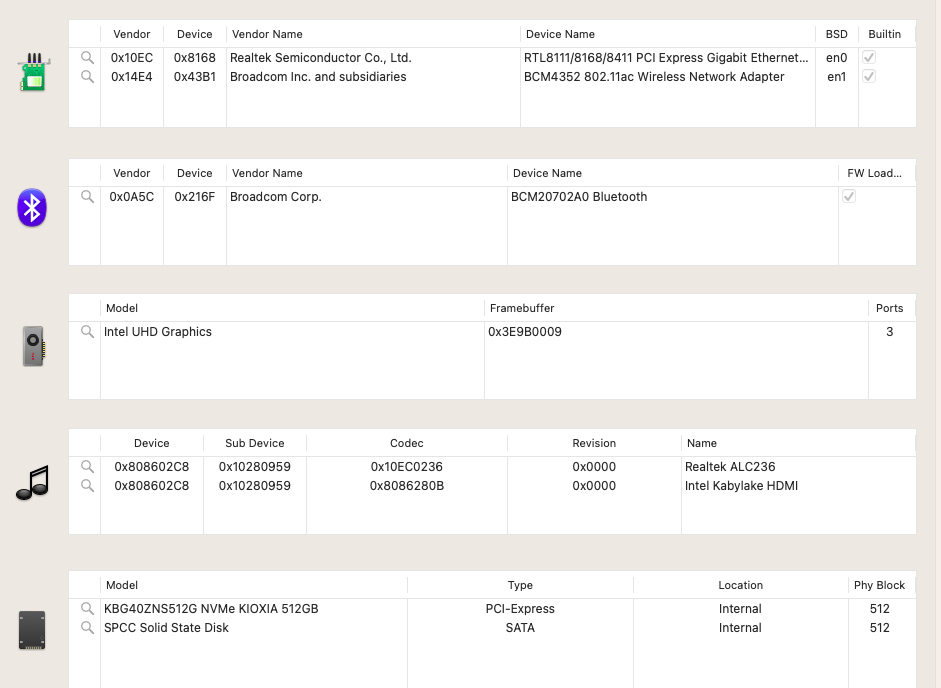 Vendor Device Vendor Name Device Name BSD Builtin
0x10EC 0x8168 Realtek Semiconductor Co., Ltd. RTL8111/8168/8411 PCI Express Gigabit Ethernet... en0
0x14E4 0x43B1 Broadcom Inc. and subsidiaries BCM4352 802.11ac Wireless Network Adapter en1
Vendor Device Vendor Name Device Name FW Load...
0x0A5C 0x216F Broadcom Corp. BCM20702A0 Bluetooth
Model Framebuffer Ports
Intel UHD Graphics 0x3E9B0009 3
Device Sub Device Codec Revision Name
0x808602C8 0x10280959 0x10EC0236 0x0000 Realtek ALC236
0x808602C8 0x10280959 0x8086280B 0x0000 Intel Kabylake HDMI
Model Type Location Phy Block
KBG40ZNS512G NVMe KIOXIA 512GB PCI-Express Internal 512
SPCC Solid State Disk SATA Internal 512